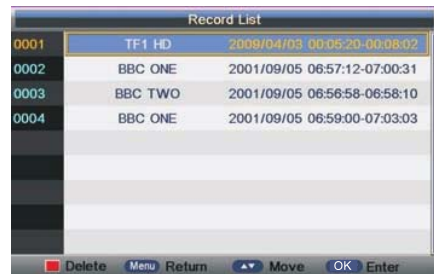 Record List
0001 TF1 HD 2009/04/03 00:05:20-00:08:02
0002 BBC ONE 2001/09/05 06:57:12-07:00:31
0003 BBC TWO 2001/09/05 06:56:58-06:58:10
0004 BBC ONE 2001/09/05 06:59:00-07:03:03
Delete Menu Return Move OK Enter